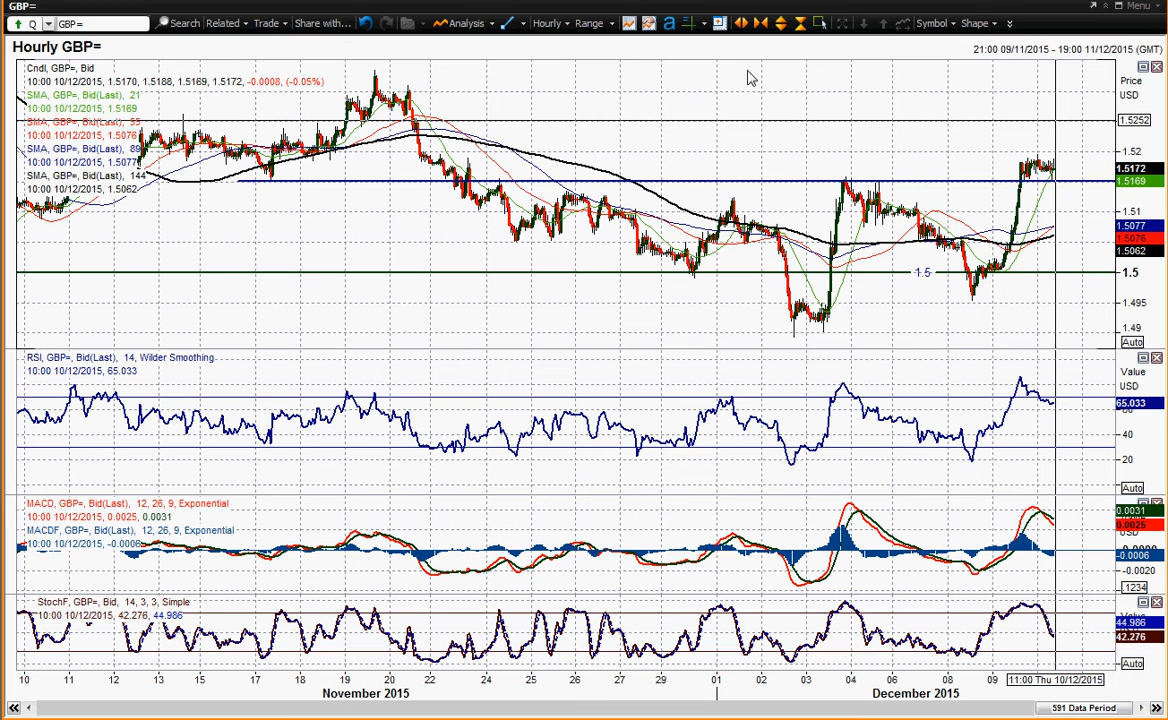 GBP=
Menu
Q GBP= Search Related Trade Share with... Analysis Hourly Range a Symbol Shape
Hourly GBP=
21:00 09/11/2015 - 19:00 11/12/2015 (GMT)
Cndl, GBP=, Bid
10:00 10/12/2015, 1.5170, 1.5188, 1.5169, 1.5172, -0.0008, (-0.05%)
SMA, GBP=, Bid(Last), 21
10:00 10/12/2015, 1.5169
SMA, GBP=, Bid(Last), 55
10:00 10/12/2015, 1.5076
SMA, GBP=, Bid(Last), 89
10:00 10/12/2015, 1.5077
SMA, GBP=, Bid(Last), 144
10:00 10/12/2015, 1.5062
Price
USD
1.5252
1.52
1.5172
1.5169
1.51
1.5077
1.5076
1.5062
1.5
1.5
1.495
1.49
Auto
RSI, GBP=, Bid(Last), 14, Wilder Smoothing
10:00 10/12/2015, 65.033
Value
USD
65.033
60
40
20
Auto
MACD, GBP=, Bid(Last), 12, 26, 9, Exponential
10:00 10/12/2015, 0.0025, 0.0031
MACDF, GBP=, Bid(Last), 12, 26, 9, Exponential
10:00 10/12/2015, -0.0006
0.0031
0.0025
USD
0.0000
-0.0006
-0.0020
1234
StochF, GBP=, Bid, 14, 3, 3, Simple
10:00 10/12/2015, 42.276, 44.986
Value
44.986
42.276
Auto
10 11 12 13 16 17 18 19 20 22 23 24 25 26 27 29 01 02 03 04 06 07 08 09 11:00 Thu 10/12/2015
November 2015 December 2015
591 Data Period